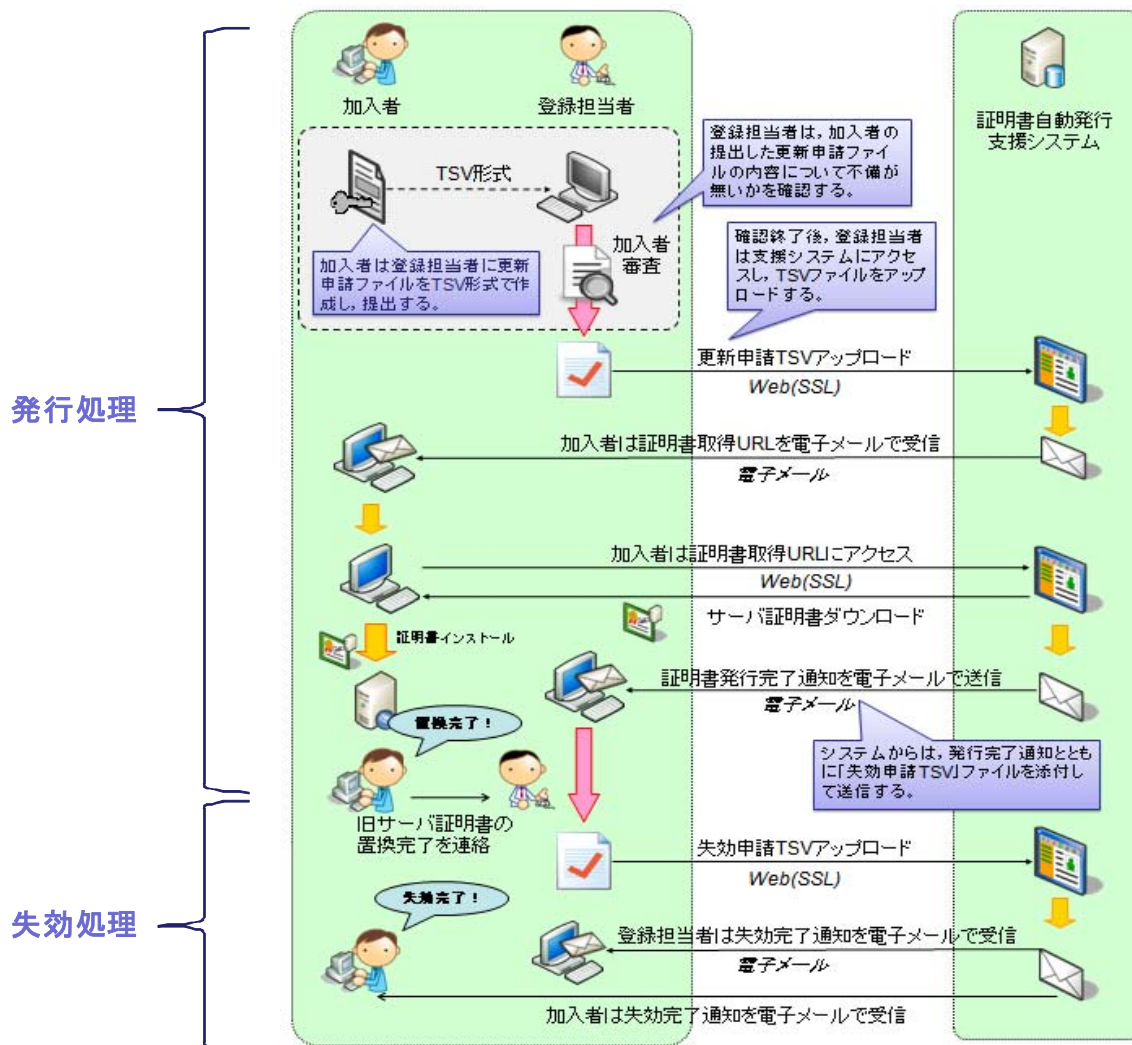 加入者
登録担当者
証明書自動発行
支援システム
TSV形式
登録担当者は，加入者の
提出した更新申請ファイ
ルの内容について不備が
無いかを確認する。
加入者
審査
加入者は登録担当者に更新
申請ファイルをTSV形式で作
成し，提出する。
確認終了後，登録担当者
は支援システムにアクセ
スし，TSVファイルをアップ
ロードする。
更新申請TSVアップロード
Web(SSL)
発行処理
加入者は証明書取得URLを電子メールで受信
電子メール
加入者は証明書取得URLにアクセス
Web(SSL)
サーバ証明書ダウンロード
証明書インストール
証明書発行完了通知を電子メールで送信
電子メール
置換完了！
システムからは，発行完了通知ととも
に「失効申請TSV」ファイルを添付し
て送信する。
旧サーバ証明書の
置換完了を連絡
失効申請TSVアップロード
Web(SSL)
失効完了！
失効処理
登録担当者は失効完了通知を電子メールで受信
電子メール
加入者は失効完了通知を電子メールで受信